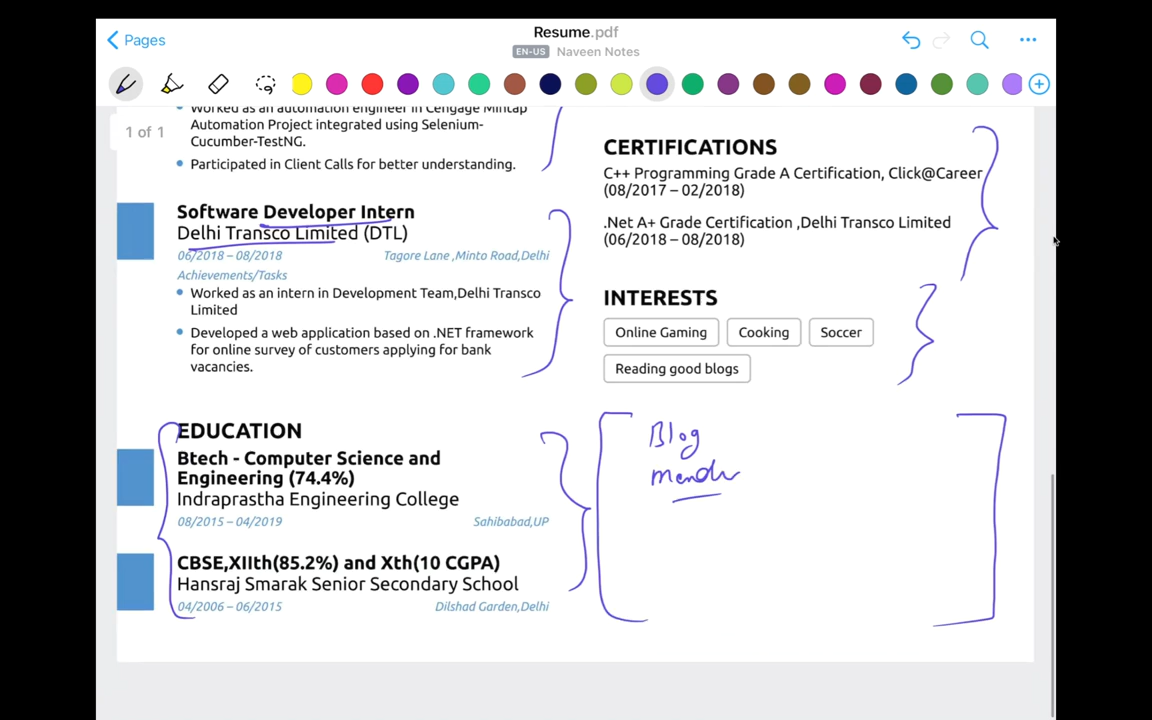 Pages
Resume.pdf
EN-US Naveen Notes
1 of 1
Worked as an automation engineer in Cengage Mintap
Automation Project integrated using Selenium-
Cucumber-TestNG.
Participated in Client Calls for better understanding.
Software Developer Intern
Delhi Transco Limited (DTL)
06/2018 – 08/2018 Tagore Lane ,Minto Road,Delhi
Achievements/Tasks
Worked as an intern in Development Team,Delhi Transco
Limited
Developed a web application based on .NET framework
for online survey of customers applying for bank
vacancies.
EDUCATION
Btech - Computer Science and
Engineering (74.4%)
Indraprastha Engineering College
08/2015 – 04/2019 Sahibabad,UP
CBSE,XIIth(85.2%) and Xth(10 CGPA)
Hansraj Smarak Senior Secondary School
04/2006 – 06/2015 Dilshad Garden,Delhi
CERTIFICATIONS
C++ Programming Grade A Certification, Click@Career
(08/2017 – 02/2018)
.Net A+ Grade Certification ,Delhi Transco Limited
(06/2018 – 08/2018)
INTERESTS
Online Gaming Cooking Soccer
Reading good blogs
Blog